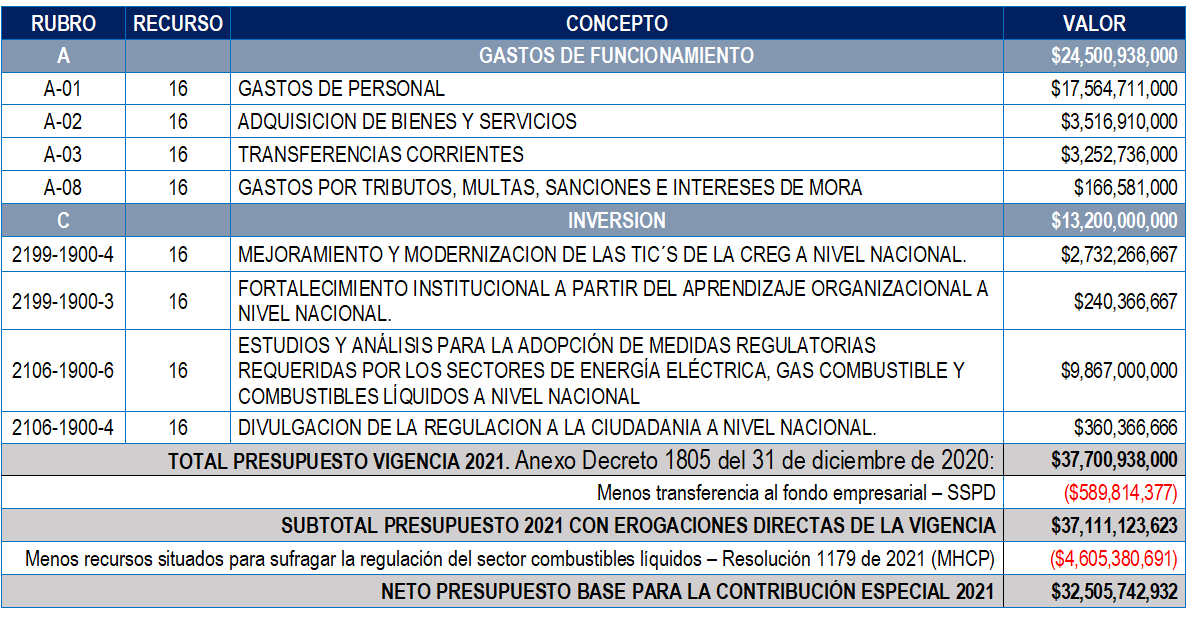 RUBRO RECURSO CONCEPTO VALOR
A GASTOS DE FUNCIONAMIENTO $24,500,938,000
A-01 16 GASTOS DE PERSONAL $17,564,711,000
A-02 16 ADQUISICION DE BIENES Y SERVICIOS $3,516,910,000
A-03 16 TRANSFERENCIAS CORRIENTES $3,252,736,000
A-08 16 GASTOS POR TRIBUTOS, MULTAS, SANCIONES E INTERESES DE MORA $166,581,000
C INVERSION $13,200,000,000
2199-1900-4 16 MEJORAMIENTO Y MODERNIZACION DE LAS TIC´S DE LA CREG A NIVEL NACIONAL. $2,732,266,667
2199-1900-3 16 FORTALECIMIENTO INSTITUCIONAL A PARTIR DEL APRENDIZAJE ORGANIZACIONAL A
NIVEL NACIONAL. $240,366,667
ESTUDIOS Y ANÁLISIS PARA LA ADOPCIÓN DE MEDIDAS REGULATORIAS
2106-1900-6 16 REQUERIDAS POR LOS SECTORES DE ENERGÍA ELÉCTRICA, GAS COMBUSTIBLE Y $9,867,000,000
COMBUSTIBLES LÍQUIDOS A NIVEL NACIONAL
2106-1900-4 16 DIVULGACION DE LA REGULACION A LA CIUDADANIA A NIVEL NACIONAL. $360,366,666
TOTAL PRESUPUESTO VIGENCIA 2021. Anexo Decreto 1805 del 31 de diciembre de 2020: $37,700,938,000
Menos transferencia al fondo empresarial – SSPD ($589,814,377)
SUBTOTAL PRESUPUESTO 2021 CON EROGACIONES DIRECTAS DE LA VIGENCIA $37,111,123,623
Menos recursos situados para sufragar la regulación del sector combustibles líquidos – Resolución 1179 de 2021 (MHCP) ($4,605,380,691)
NETO PRESUPUESTO BASE PARA LA CONTRIBUCIÓN ESPECIAL 2021 $32,505,742,932